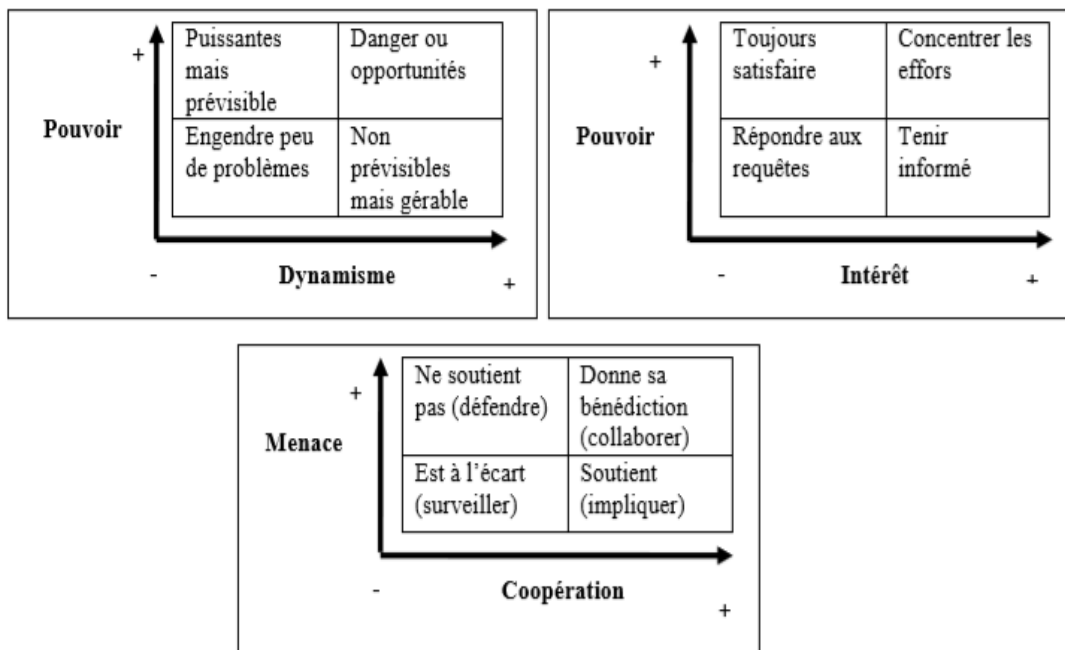 Puissantes
mais
prévisible
Danger ou
opportunités
Engendre peu
de problèmes
Non
prévisibles
mais gérable
+
Pouvoir
-
Dynamisme
+
Toujours
satisfaire
Concentrer les
effors
Répondre aux
requêtes
Tenir
informé
+
Pouvoir
-
Intérêt
+
Ne soutient
pas (défendre)
Donne sa
bénédiction
(collaborer)
Est à l’écart
(surveiller)
Soutient
(impliquer)
+
Menace
-
Coopération
+